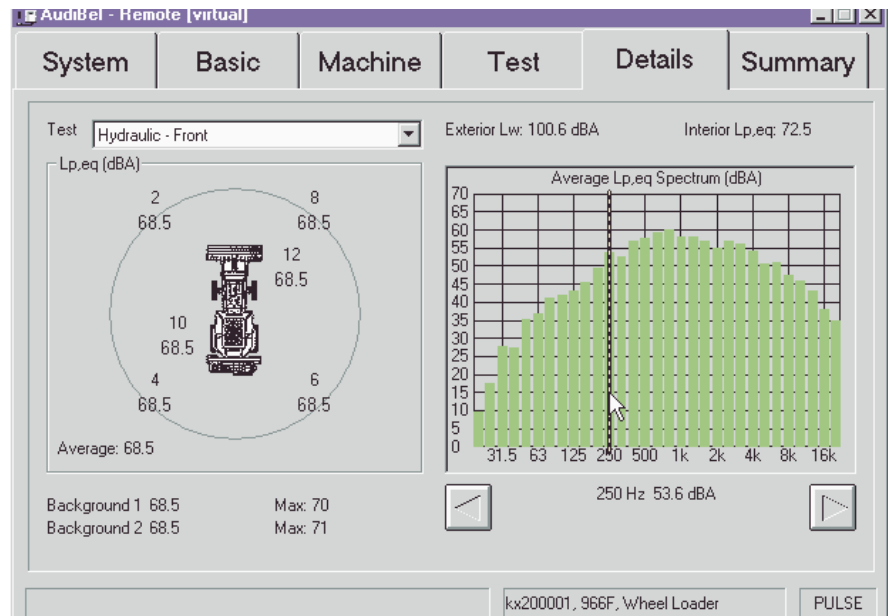 AudiBel - Remote [virtual]
System Basic Machine Test Details Summary
Test Hydraulic - Front
Exterior Lw: 100.6 dBA Interior Lp,eq: 72.5
Lp,eq (dBA)
2 8
68.5 68.5
12
68.5
10
68.5
4 6
68.5 68.5
Average: 68.5
Average Lp,eq Spectrum (dBA)
70
65
60
55
50
45
40
35
30
25
20
15
10
5
0
31.5 63 125 250 500 1k 2k 4k 8k 16k
250 Hz 53.6 dBA
Background 1 68.5 Max: 70
Background 2 68.5 Max: 71
kx200001, 966F, Wheel Loader PULSE